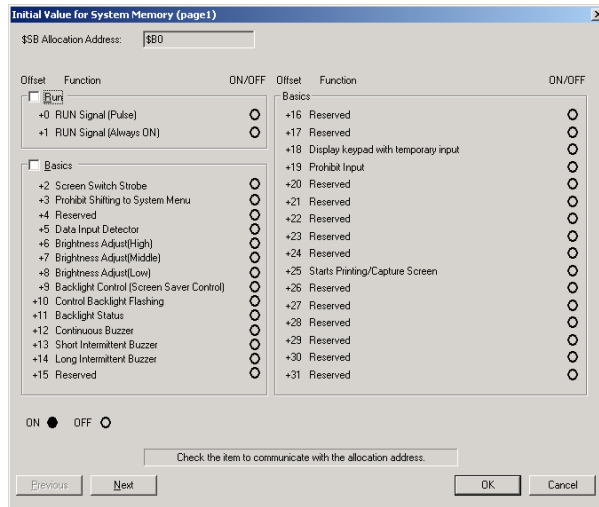 Initial Value for System Memory (page1)
$SB Allocation Address: $B0
Offset Function ON/OFF
Run
+0 RUN Signal (Pulse)
+1 RUN Signal (Always ON)
Basics
+2 Screen Switch Strobe
+3 Prohibit Shifting to System Menu
+4 Reserved
+5 Data Input Detector
+6 Brightness Adjust(High)
+7 Brightness Adjust(Middle)
+8 Brightness Adjust(Low)
+9 Backlight Control (Screen Saver Control)
+10 Control Backlight Flashing
+11 Backlight Status
+12 Continuous Buzzer
+13 Short Intermittent Buzzer
+14 Long Intermittent Buzzer
+15 Reserved
Offset Function ON/OFF
Basics
+16 Reserved
+17 Reserved
+18 Display keypad with temporary input
+19 Prohibit Input
+20 Reserved
+21 Reserved
+22 Reserved
+23 Reserved
+24 Reserved
+25 Starts Printing/Capture Screen
+26 Reserved
+27 Reserved
+28 Reserved
+29 Reserved
+30 Reserved
+31 Reserved
ON OFF
Check the item to communicate with the allocation address.
Previous Next OK Cancel